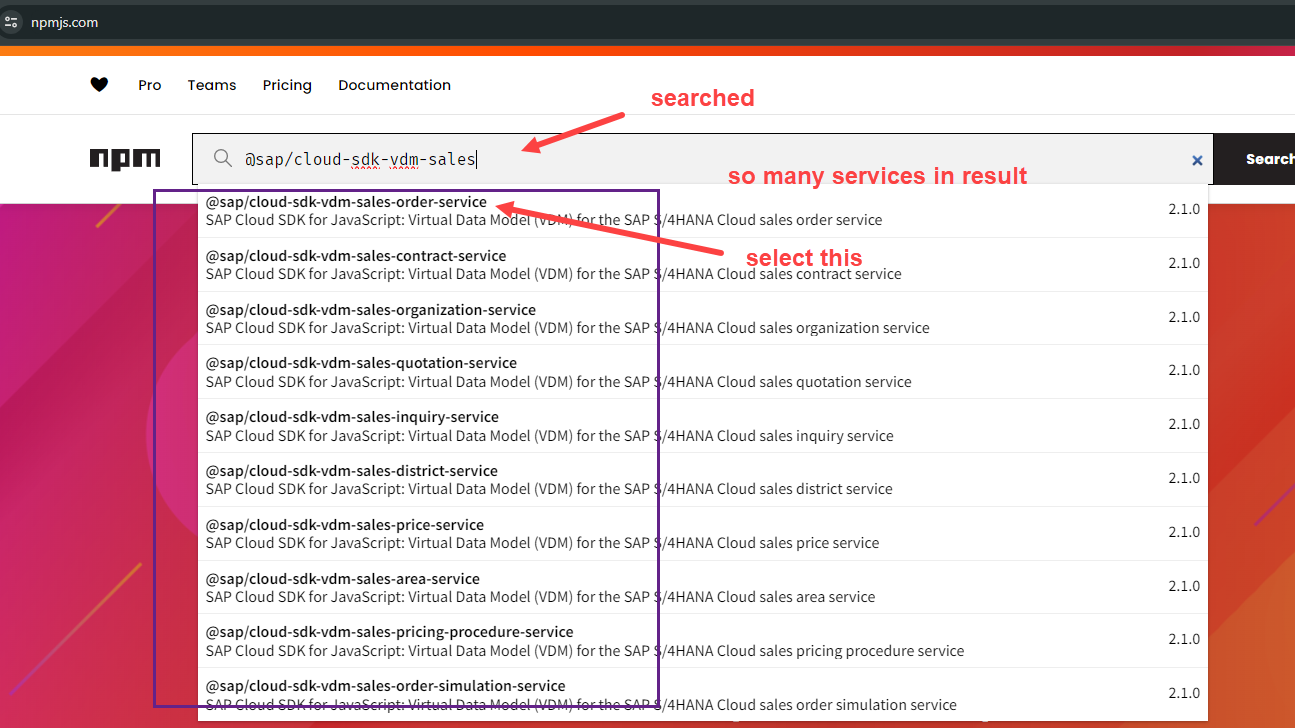 npmjs.com
Pro Teams Pricing Documentation
searched
npm
@sap/cloud-sdk-vdm-sales
×
Search
so many services in result
@sap/cloud-sdk-vdm-sales-order-service
SAP Cloud SDK for JavaScript: Virtual Data Model (VDM) for the SAP S/4HANA Cloud sales order service
2.1.0
select this
@sap/cloud-sdk-vdm-sales-contract-service
SAP Cloud SDK for JavaScript: Virtual Data Model (VDM) for the SAP S/4HANA Cloud sales contract service
2.1.0
@sap/cloud-sdk-vdm-sales-organization-service
SAP Cloud SDK for JavaScript: Virtual Data Model (VDM) for the SAP S/4HANA Cloud sales organization service
2.1.0
@sap/cloud-sdk-vdm-sales-quotation-service
SAP Cloud SDK for JavaScript: Virtual Data Model (VDM) for the SAP S/4HANA Cloud sales quotation service
2.1.0
@sap/cloud-sdk-vdm-sales-inquiry-service
SAP Cloud SDK for JavaScript: Virtual Data Model (VDM) for the SAP S/4HANA Cloud sales inquiry service
2.1.0
@sap/cloud-sdk-vdm-sales-district-service
SAP Cloud SDK for JavaScript: Virtual Data Model (VDM) for the SAP S/4HANA Cloud sales district service
2.1.0
@sap/cloud-sdk-vdm-sales-price-service
SAP Cloud SDK for JavaScript: Virtual Data Model (VDM) for the SAP S/4HANA Cloud sales price service
2.1.0
@sap/cloud-sdk-vdm-sales-area-service
SAP Cloud SDK for JavaScript: Virtual Data Model (VDM) for the SAP S/4HANA Cloud sales area service
2.1.0
@sap/cloud-sdk-vdm-sales-pricing-procedure-service
SAP Cloud SDK for JavaScript: Virtual Data Model (VDM) for the SAP S/4HANA Cloud sales pricing procedure service
2.1.0
@sap/cloud-sdk-vdm-sales-order-simulation-service
SAP Cloud SDK for JavaScript: Virtual Data Model (VDM) for the SAP S/4HANA Cloud sales order simulation service
2.1.0